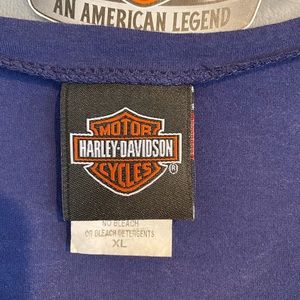 AN AMERICAN LEGEND
MOTOR
HARLEY-DAVIDSON
CYCLES
®
NO BLEACH
OR BLEACH DETERGENTS
XL